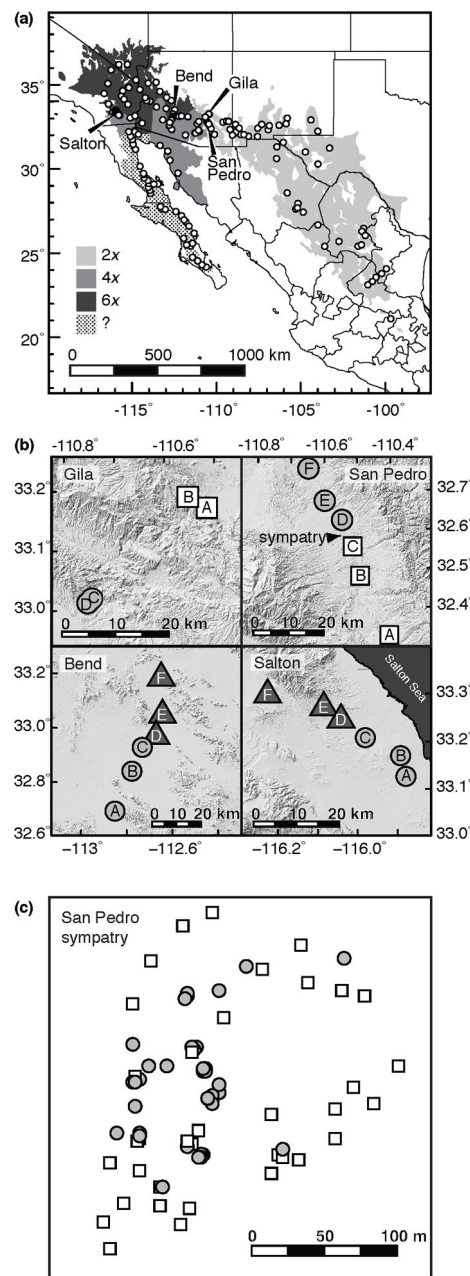 (a)
35°
30°
25°
20°
Bend
Gila
Salton
San
Pedro
2x
4x
6x
?
0 500 1000 km
−115° −110° −105° −100°
(b)
−110.8° −110.6° −110.8° −110.6° −110.4°
Gila
33.2°
33.1°
33.0°
B
A
C
D
0 10 20 km
San Pedro
F
E
D
sympatry
C
B
A
32.7°
32.6°
32.5°
32.4°
0 10 20 km
Bend
33.2°
33.0°
32.8°
32.6°
F
E
D
C
B
A
0 10 20 km
Salton
Salton Sea
F
E
D
C
B
A
33.3°
33.2°
33.1°
33.0°
0 10 20 km
−113° −112.6° −116.2° −116.0°
(c)
San Pedro
sympatry
0 50 100 m